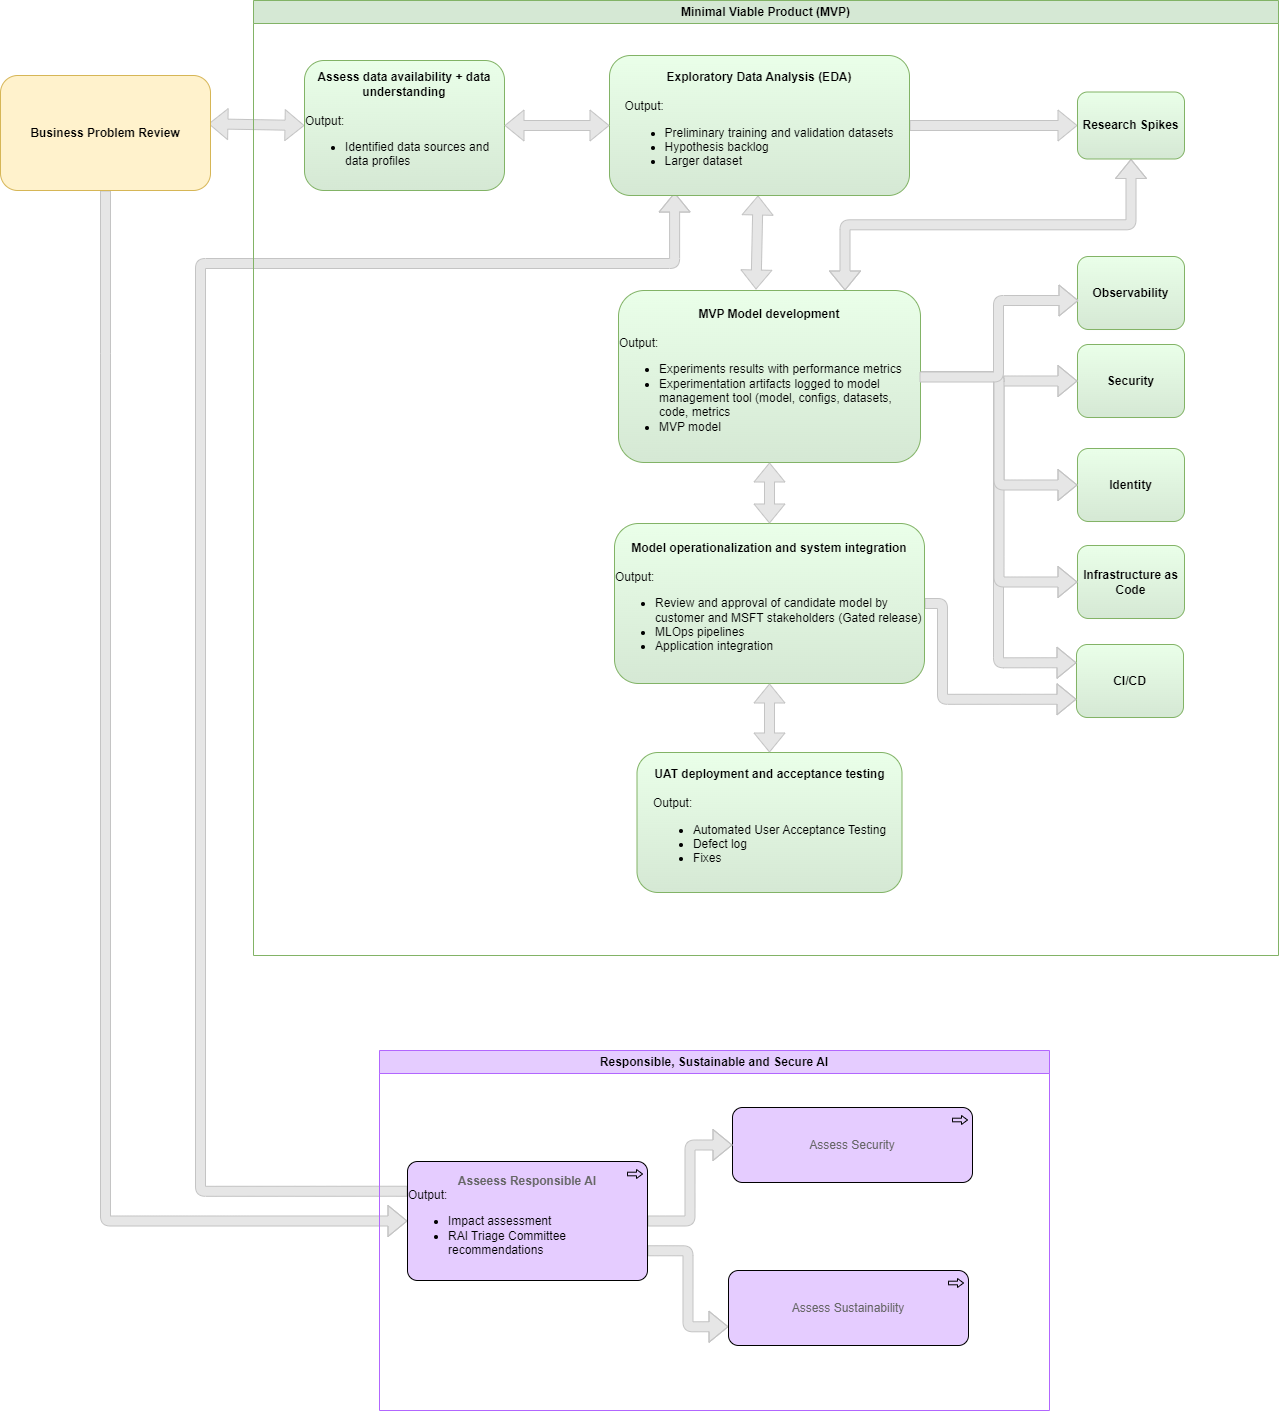 Minimal Viable Product (MVP)
Business Problem Review
Assess data availability + data
understanding
Output:
Identified data sources and
data profiles
Exploratory Data Analysis (EDA)
Output:
Preliminary training and validation datasets
Hypothesis backlog
Larger dataset
Research Spikes
MVP Model development
Output:
Experiments results with performance metrics
Experimentation artifacts logged to model
management tool (model, configs, datasets,
code, metrics
MVP model
Observability
Security
Identity
Infrastructure as
Code
CI/CD
Model operationalization and system integration
Output:
Review and approval of candidate model by
customer and MSFT stakeholders (Gated release)
MLOps pipelines
Application integration
UAT deployment and acceptance testing
Output:
Automated User Acceptance Testing
Defect log
Fixes
Responsible, Sustainable and Secure AI
Asseess Responsible AI
Output:
Impact assessment
RAI Triage Committee
recommendations
Assess Security
Assess Sustainability